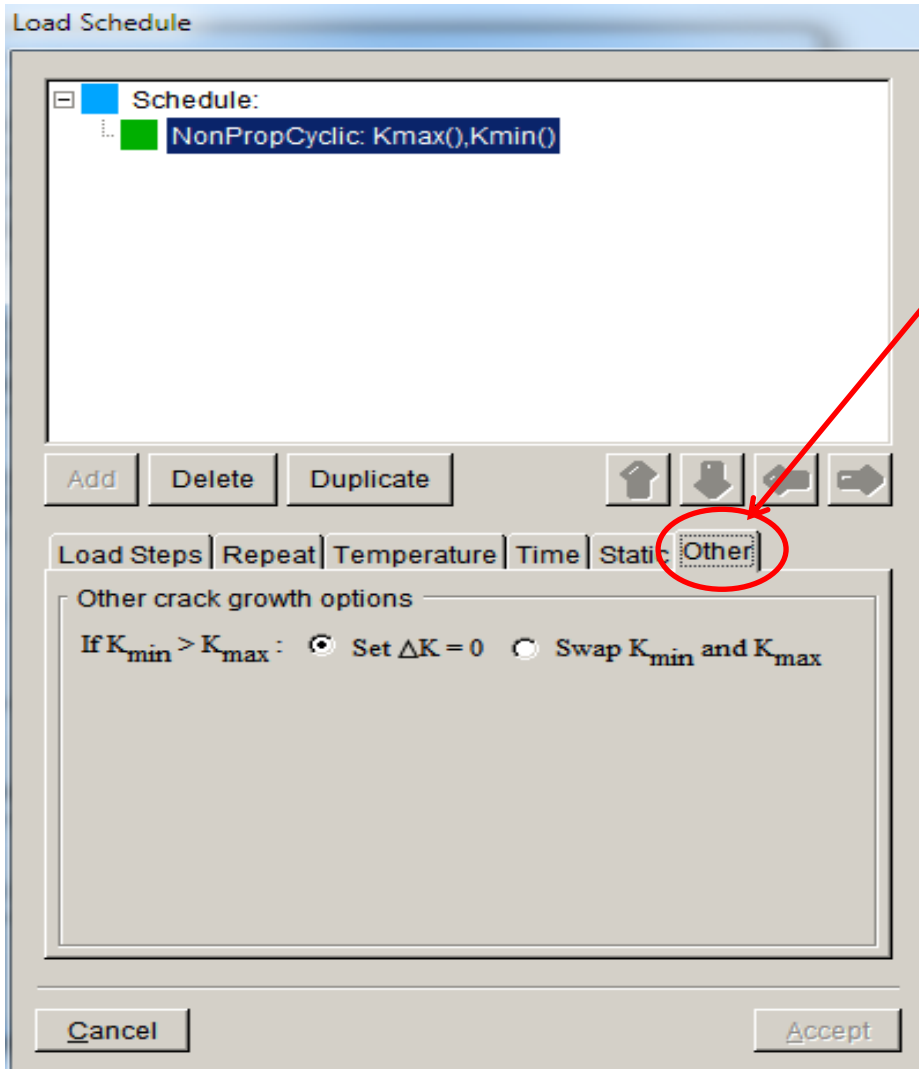 Load Schedule
Schedule:
NonPropCyclic: Kmax(),Kmin()
Add Delete Duplicate
Load Steps Repeat Temperature Time Static Other
Other crack growth options
If Kmin > Kmax : Set ΔK = 0 Swap Kmin and Kmax
Cancel Accept